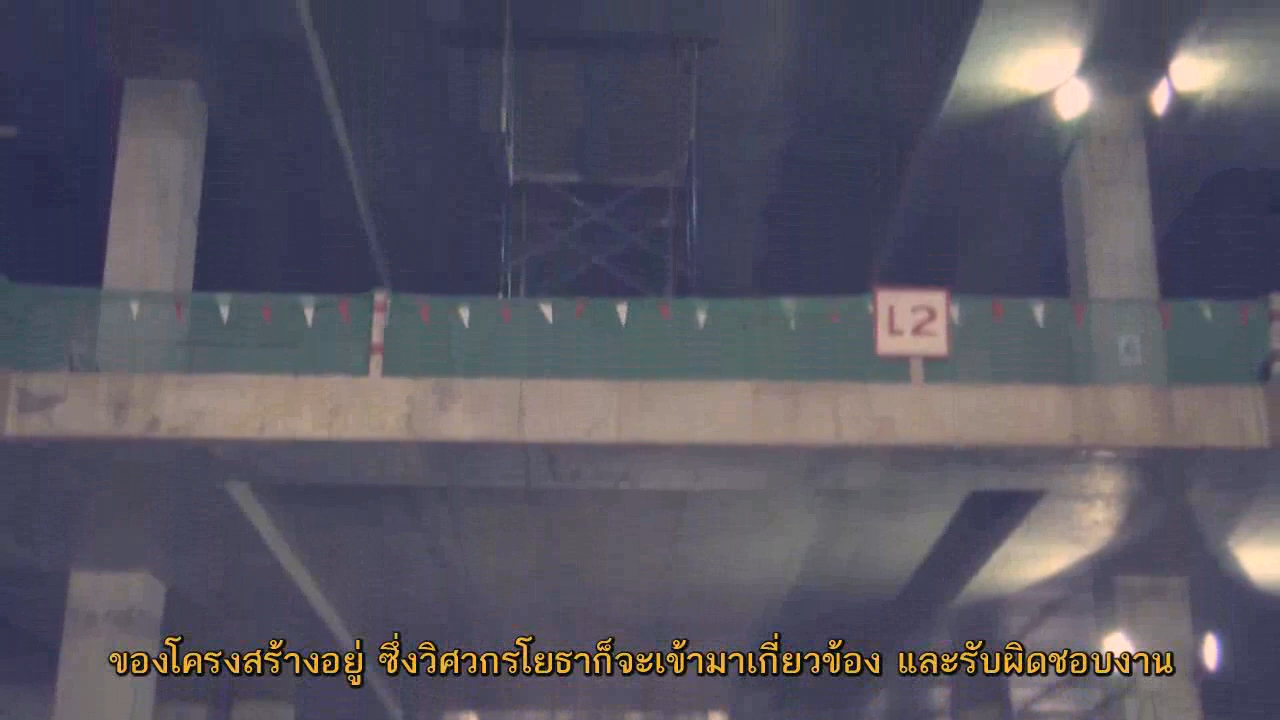 L2
ของโครงสร้างอยู่ ซึ่งวิศวกรโยธาก็จะเข้ามาเกี่ยวข้อง และรับผิดชอบงาน